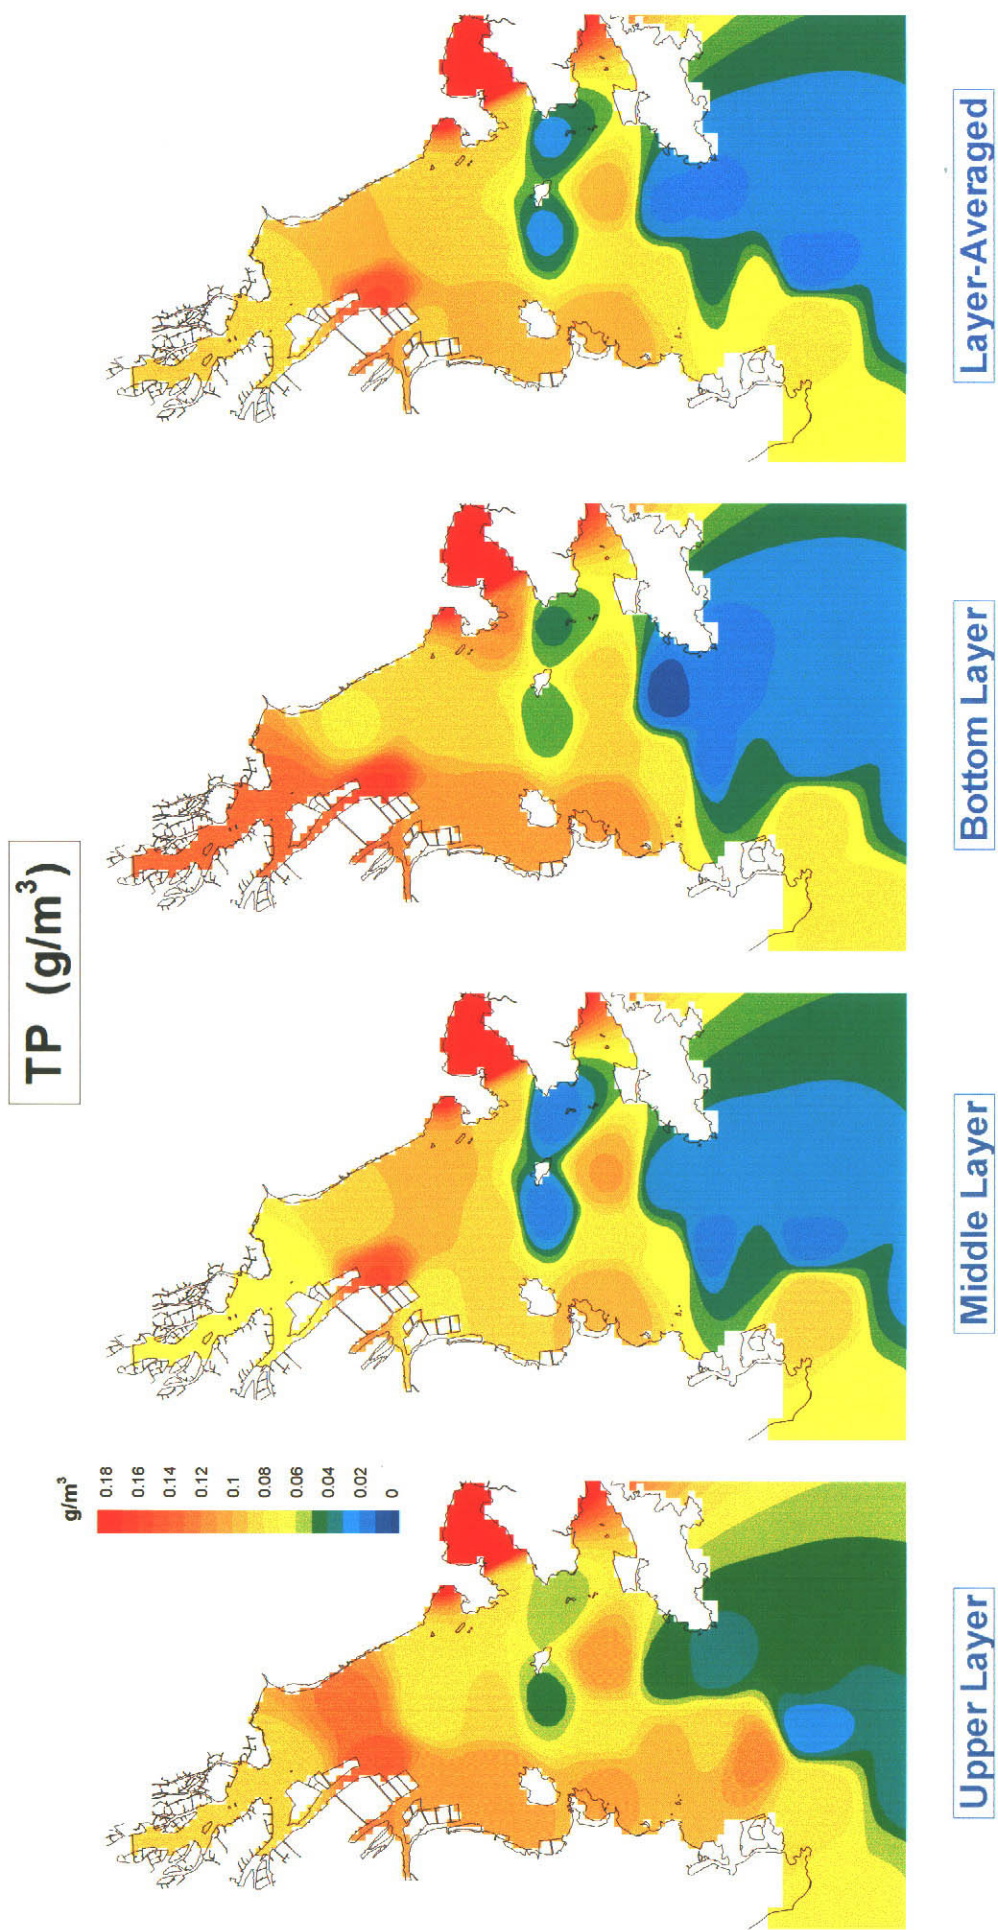 TP (g/m³)
g/m³
0.18
0.16
0.14
0.12
0.1
0.08
0.06
0.04
0.02
0
Upper Layer
Middle Layer
Bottom Layer
Layer-Averaged